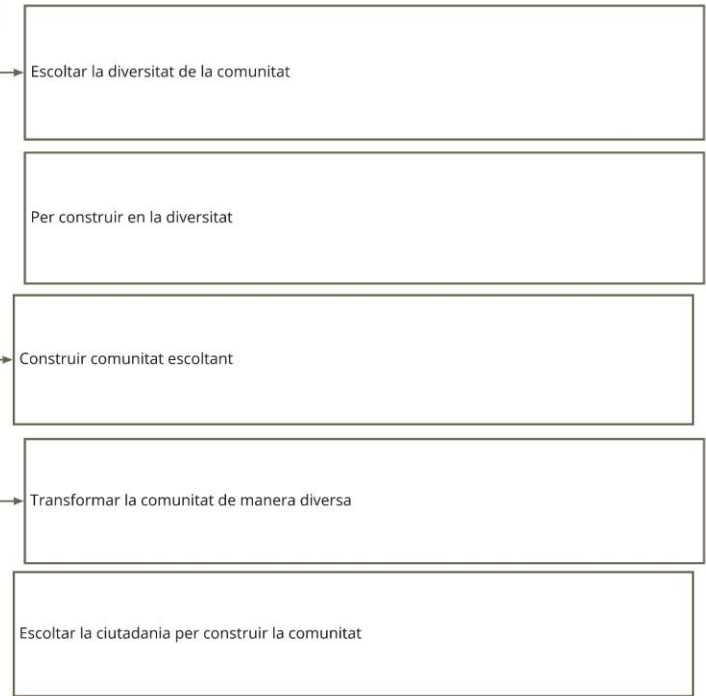 Escoltar la diversitat de la comunitat
Per construir en la diversitat
Construir comunitat escoltant
Transformar la comunitat de manera diversa
Escoltar la ciutadania per construir la comunitat